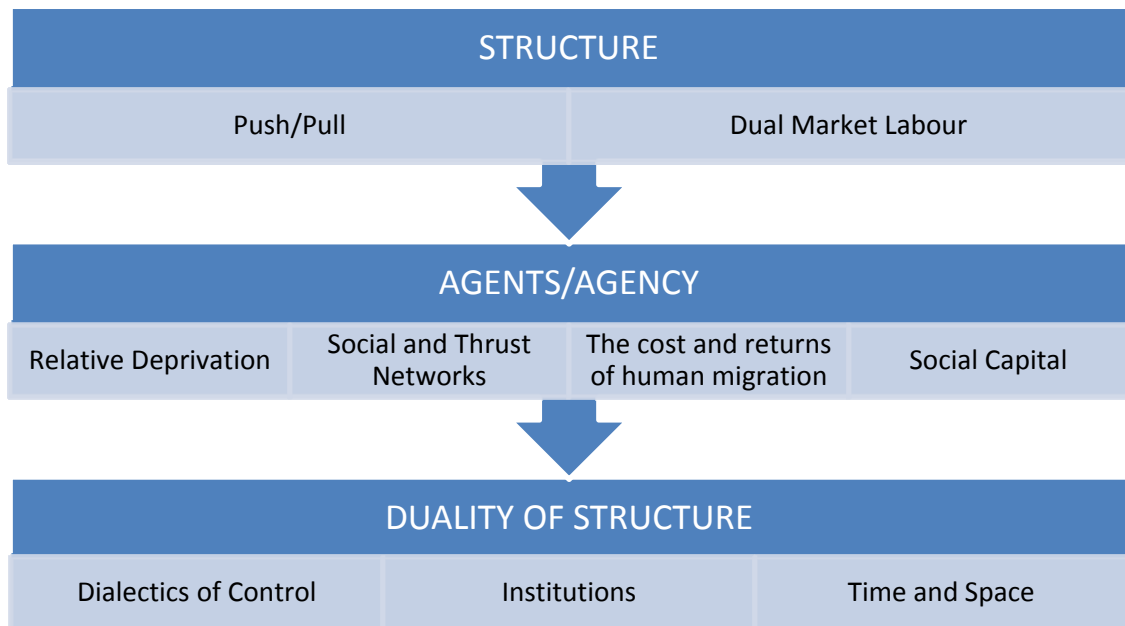 STRUCTURE
Push/Pull
Dual Market Labour
AGENTS/AGENCY
Relative Deprivation
Social and Thrust
Networks
The cost and returns
of human migration
Social Capital
DUALITY OF STRUCTURE
Dialectics of Control
Institutions
Time and Space